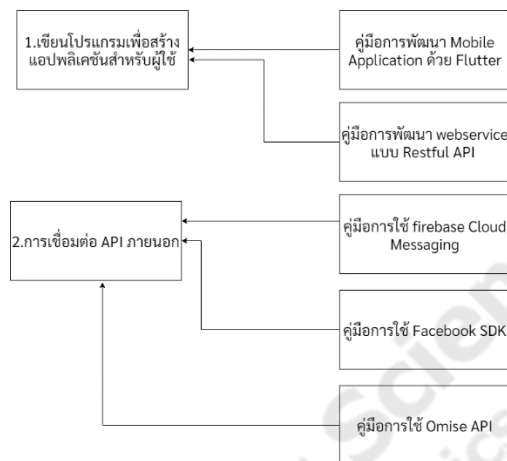 1.เขียนโปรแกรมเพื่อสร้าง
แอปพลิเคชันสำหรับผู้ใช้
คู่มือการพัฒนา Mobile
Application ด้วย Flutter
คู่มือการพัฒนา webservice
แบบ Restful API
2.การเชื่อมต่อ API ภายนอก
คู่มือการใช้ firebase Cloud
Messaging
คู่มือการใช้ Facebook SDK
คู่มือการใช้ Omise API